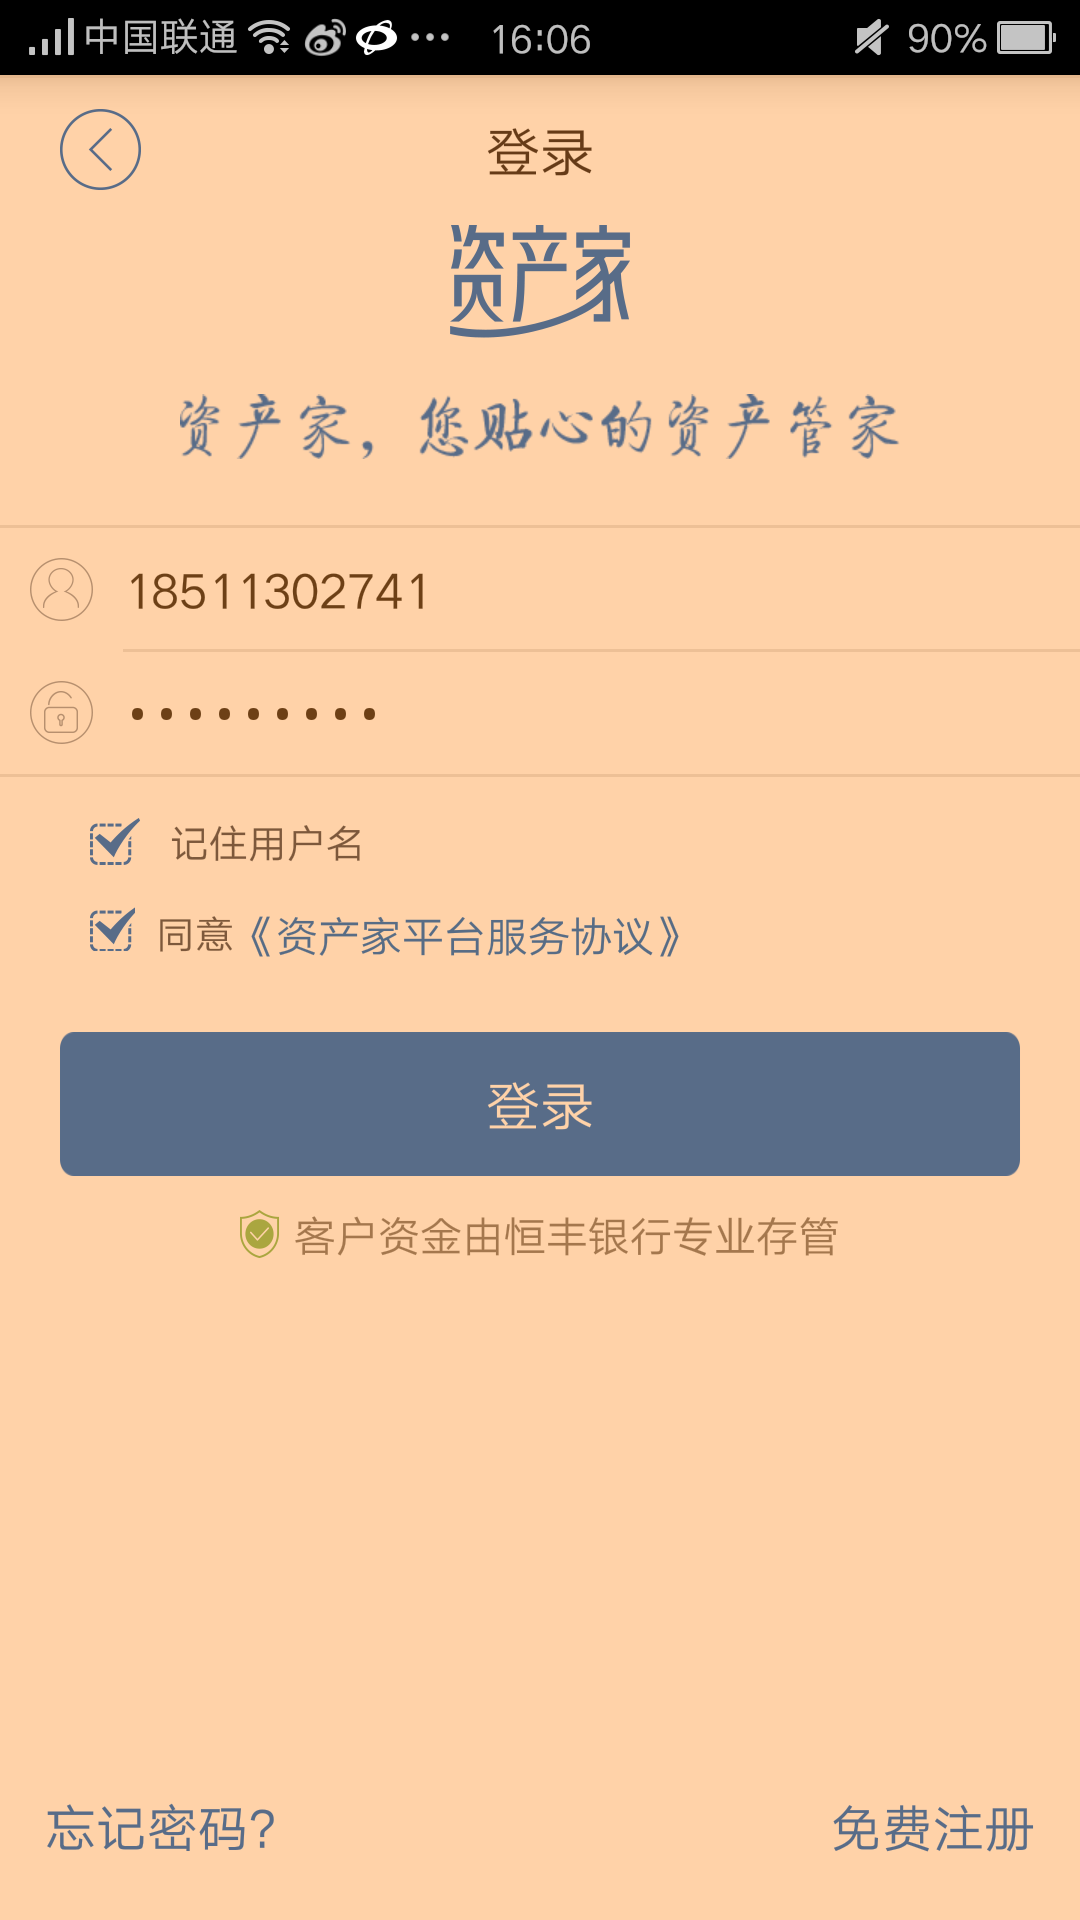 中国联通 16:06 90%
登录
资产家
资产家，您贴心的资产管家
18511302741
•••••••••
记住用户名
同意《资产家平台服务协议》
登录
客户资金由恒丰银行专业存管
忘记密码? 免费注册